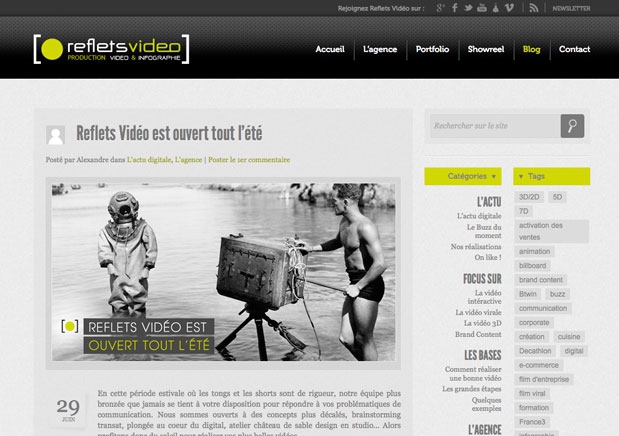 Rejoignez Reflets Vidéo sur :
NEWSLETTER
refletsvideo
PRODUCTION VIDEO & INFOGRAPHIE
Accueil
L'agence
Portfolio
Showreel
Blog
Contact
Reflets Vidéo est ouvert tout l'été
Posté par Alexandre dans L'actu digitale, L'agence | Poster le 1er commentaire
REFLETS VIDÉO EST
OUVERT TOUT L'ÉTÉ
29
JUIN
En cette période estivale où les tongs et les shorts sont de rigueur, notre équipe plus
bronzée que jamais se tient à votre disposition pour répondre à vos problématiques de
communication. Nous sommes ouverts à des concepts plus décalés, brainstorming
transat, plongée au coeur du digital, atelier château de sable design en studio... Alors
Rechercher sur le site
Catégories
L'ACTU
L'actu digitale
Le Buzz du
moment
Nos réalisations
On like !
FOCUS SUR
La vidéo
intéractive
La vidéo virale
La vidéo 3D
Brand Content
LES BASES
Comment réaliser
une bonne vidéo
Les grandes étapes
Quelques
exemples
L'AGENCE
Tags
3D/2D 5D
7D
activation des
ventes
animation
billboard
brand content
Btwin buzz
communication
corporate
création cuisine
Decathlon digital
e-commerce
film d'entreprise
film viral
formation
France3
infographie